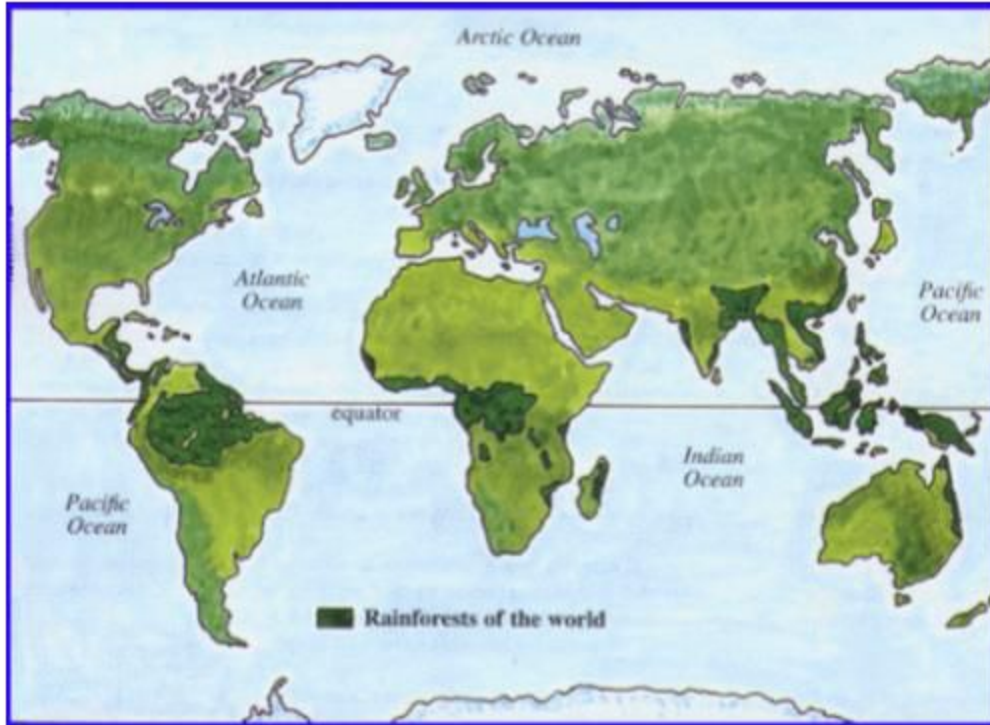 Arctic Ocean
Atlantic
Ocean
Pacific
Ocean
equator
Indian
Ocean
Pacific
Ocean
Rainforests of the world